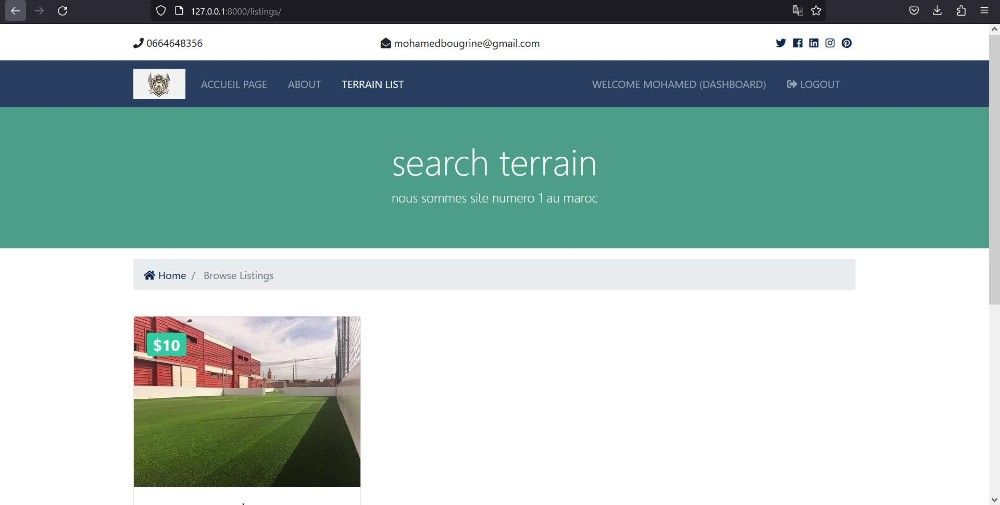 127.0.0.1:8000/listings/
0664648356
mohamedbougrine@gmail.com
SOCCER
ACCUEIL PAGE
ABOUT
TERRAIN LIST
WELCOME MOHAMED (DASHBOARD)
LOGOUT
search terrain
nous sommes site numero 1 au maroc
Home / Browse Listings
$10